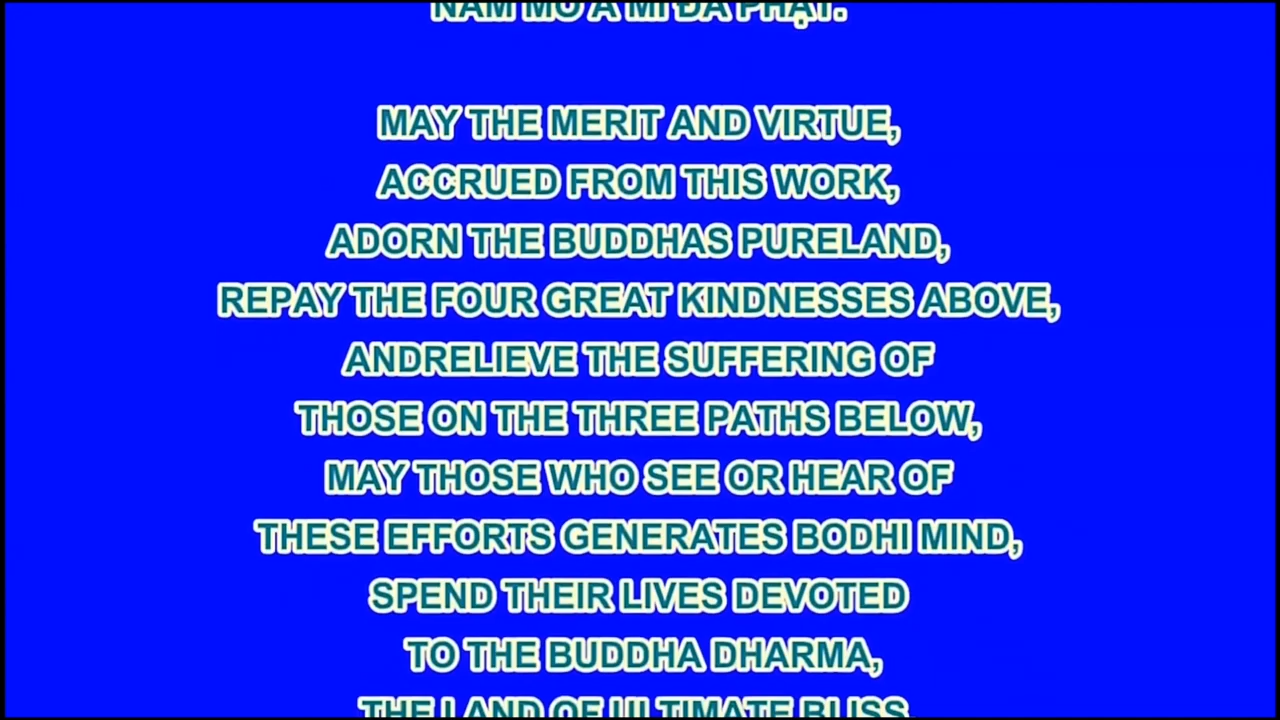 NAM MÔ A MI ĐÀ PHẬT.
MAY THE MERIT AND VIRTUE,
ACCRUED FROM THIS WORK,
ADORN THE BUDDHAS PURELAND,
REPAY THE FOUR GREAT KINDNESSES ABOVE,
ANDRELIEVE THE SUFFERING OF
THOSE ON THE THREE PATHS BELOW,
MAY THOSE WHO SEE OR HEAR OF
THESE EFFORTS GENERATES BODHI MIND,
SPEND THEIR LIVES DEVOTED
TO THE BUDDHA DHARMA,
THE LAND OF ULTIMATE BLISS.